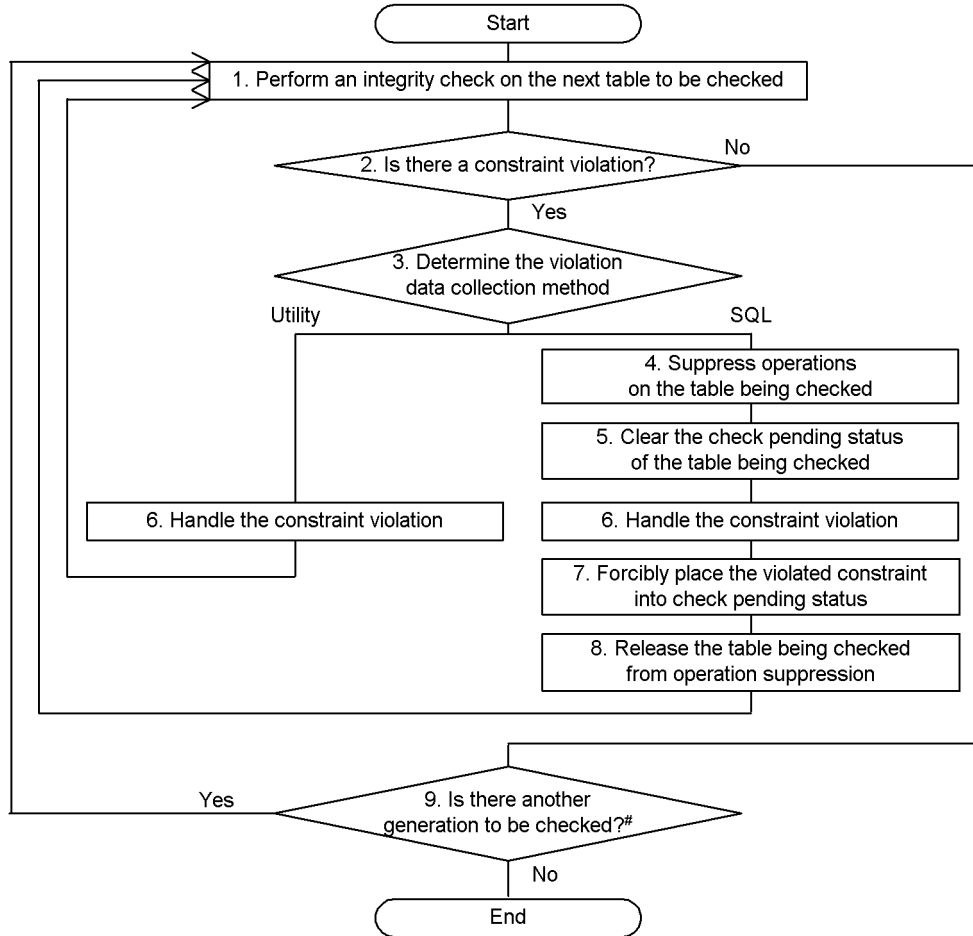 Start
1. Perform an integrity check on the next table to be checked
2. Is there a constraint violation?
No
Yes
3. Determine the violation
data collection method
Utility
SQL
4. Suppress operations
on the table being checked
5. Clear the check pending status
of the table being checked
6. Handle the constraint violation
6. Handle the constraint violation
7. Forcibly place the violated constraint
into check pending status
8. Release the table being checked
from operation suppression
Yes
9. Is there another
generation to be checked?#
No
End